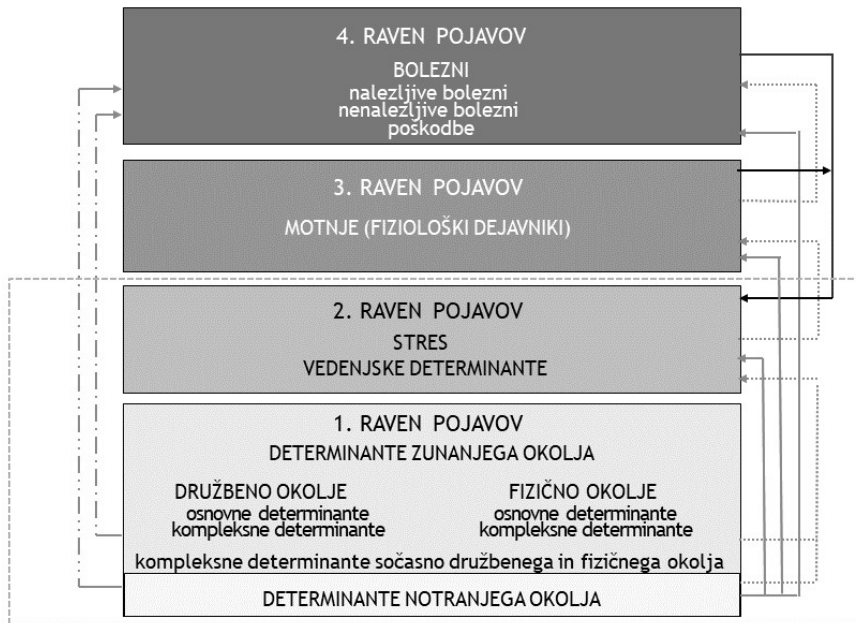 4. RAVEN POJAVOV
BOLEZNI
nalezljive bolezni
nenalezljive bolezni
poškodbe
3. RAVEN POJAVOV
MOTNJE (FIZIOLOŠKI DEJAVNIKI)
2. RAVEN POJAVOV
STRES
VEDENJSKE DETERMINANTE
1. RAVEN POJAVOV
DETERMINANTE ZUNANJEGA OKOLJA
DRUŽBENO OKOLJE
osnovne determinante
kompleksne determinante
FIZIČNO OKOLJE
osnovne determinante
kompleksne determinante
kompleksne determinante sočasno družbenega in fizičnega okolja
DETERMINANTE NOTRANJEGA OKOLJA